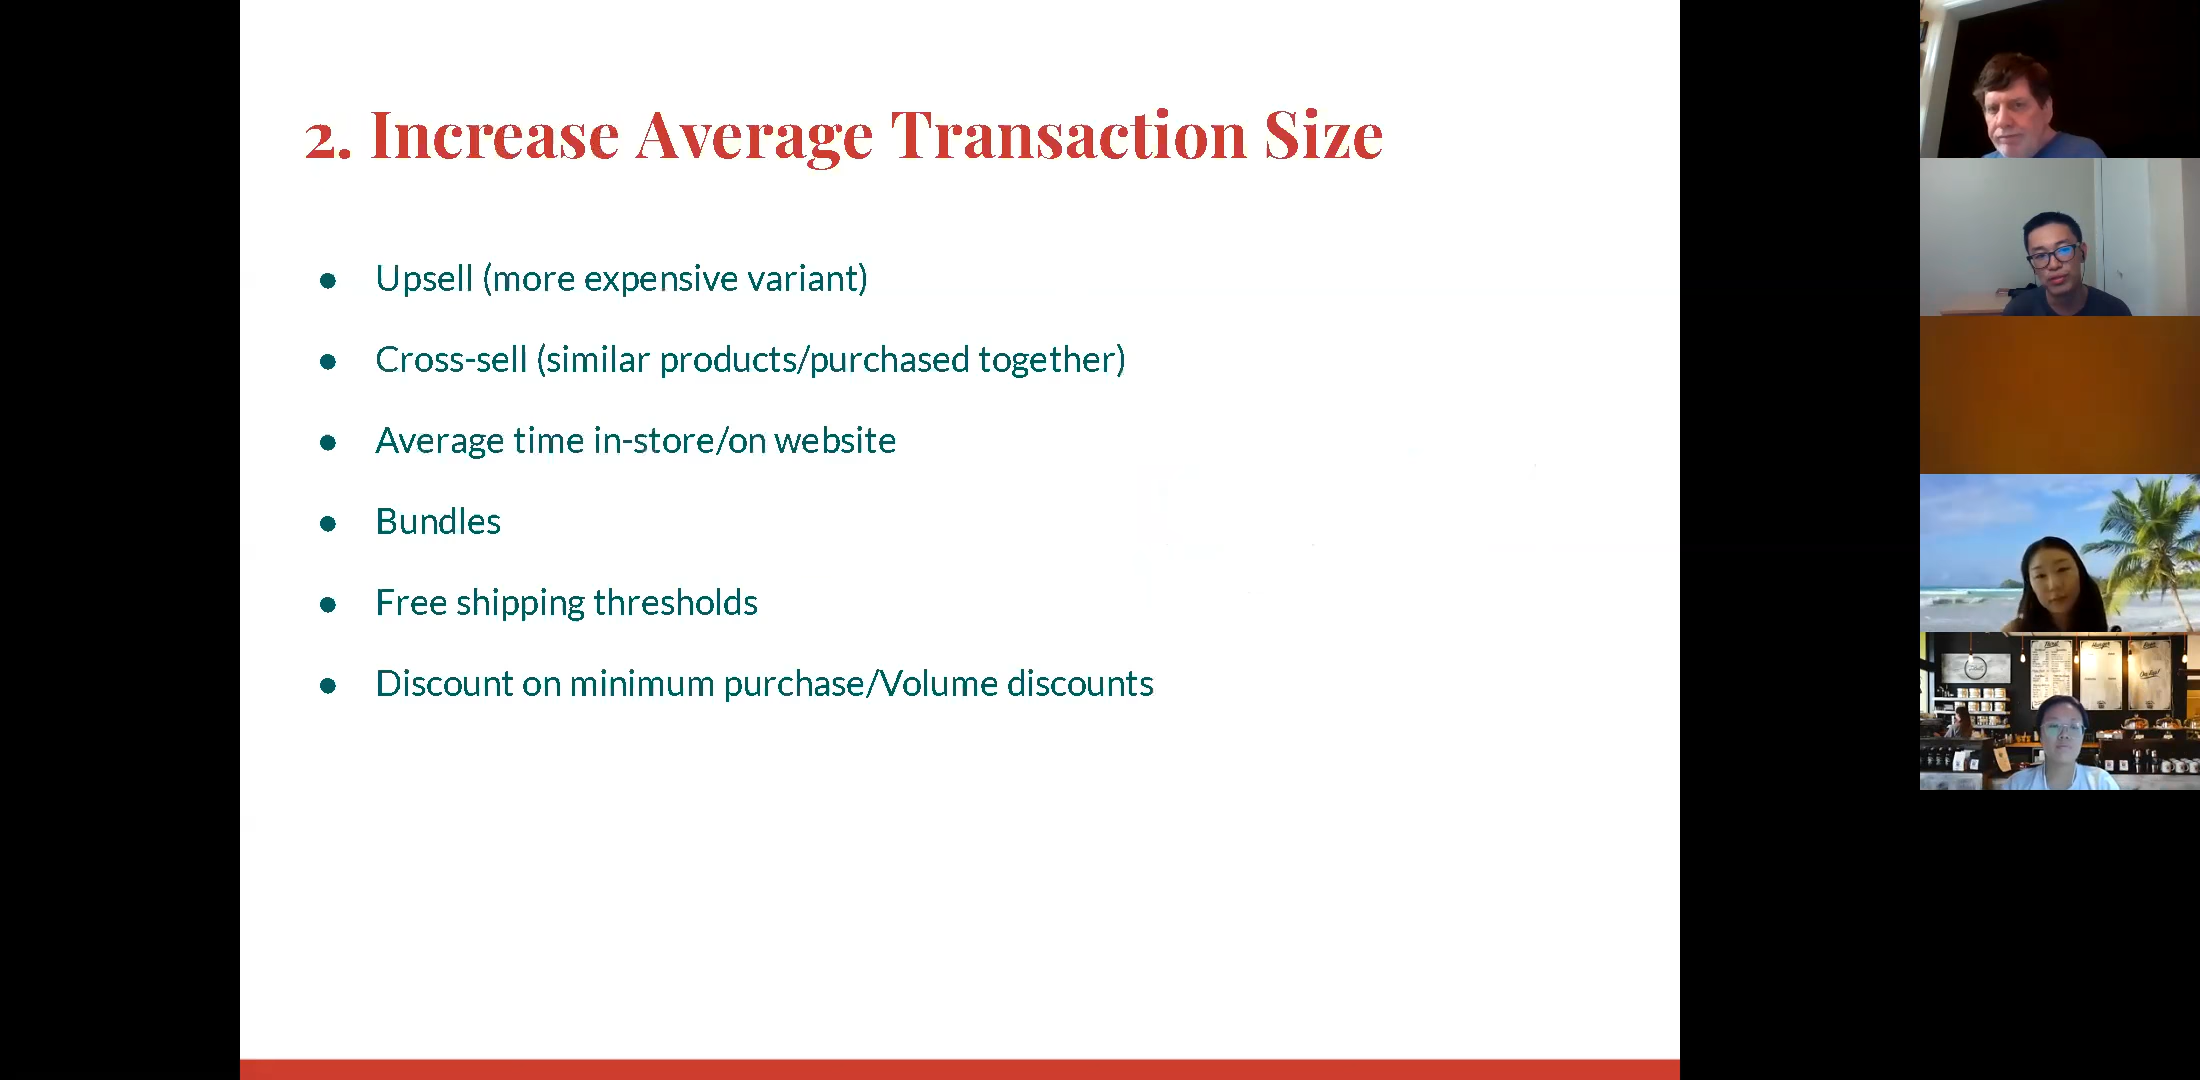 2. Increase Average Transaction Size
● Upsell (more expensive variant)
● Cross-sell (similar products/purchased together)
● Average time in-store/on website
● Bundles
● Free shipping thresholds
● Discount on minimum purchase/Volume discounts